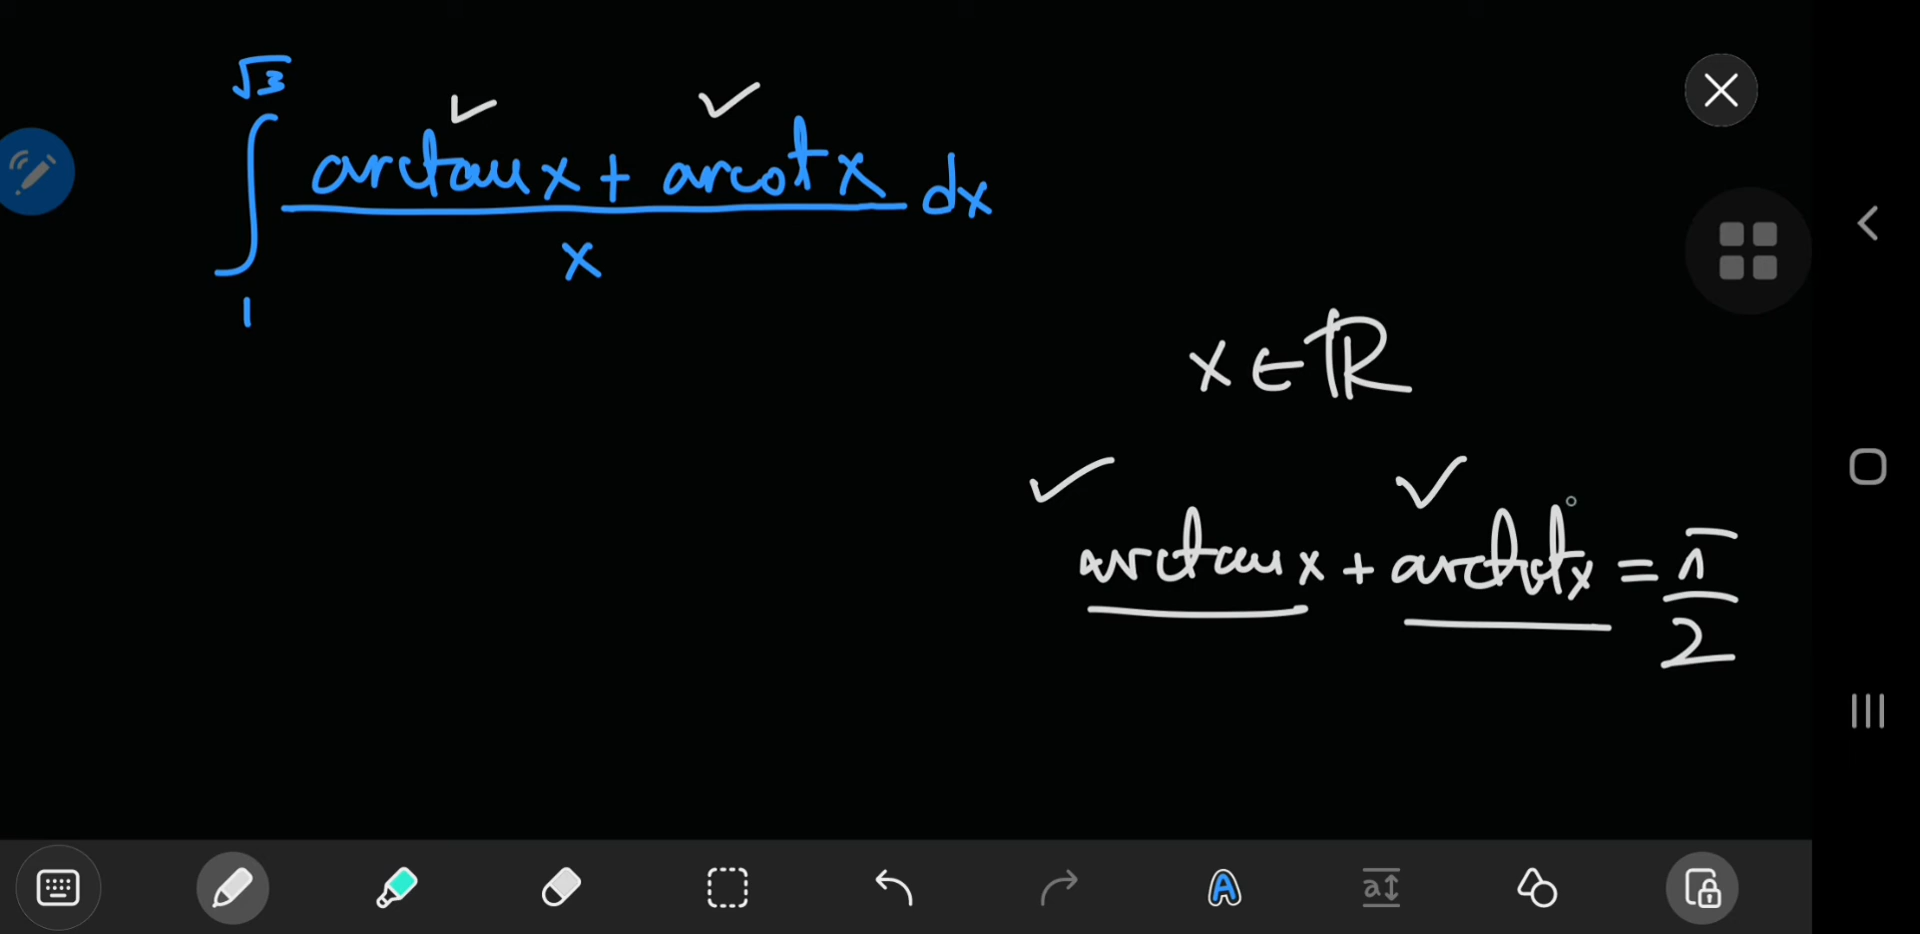 ∫₁^√3 (arctan x + arccot x)/x dx
x ∈ ℝ
arctan x + arccot x = π/2